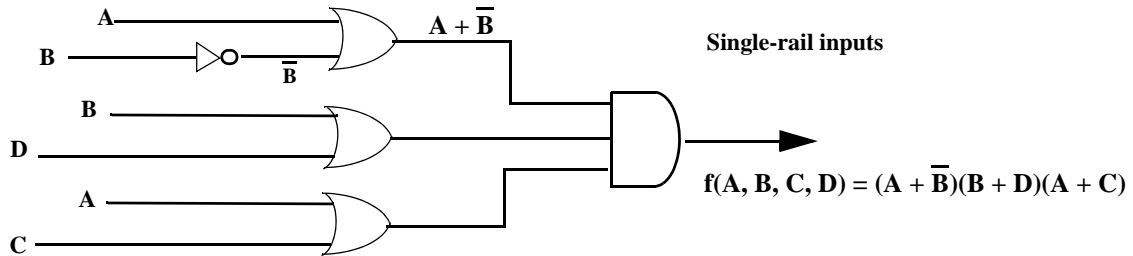 A
A + B̅
Single-rail inputs
B
B̅
B
D
f(A, B, C, D) = (A + B̅)(B + D)(A + C)
A
C